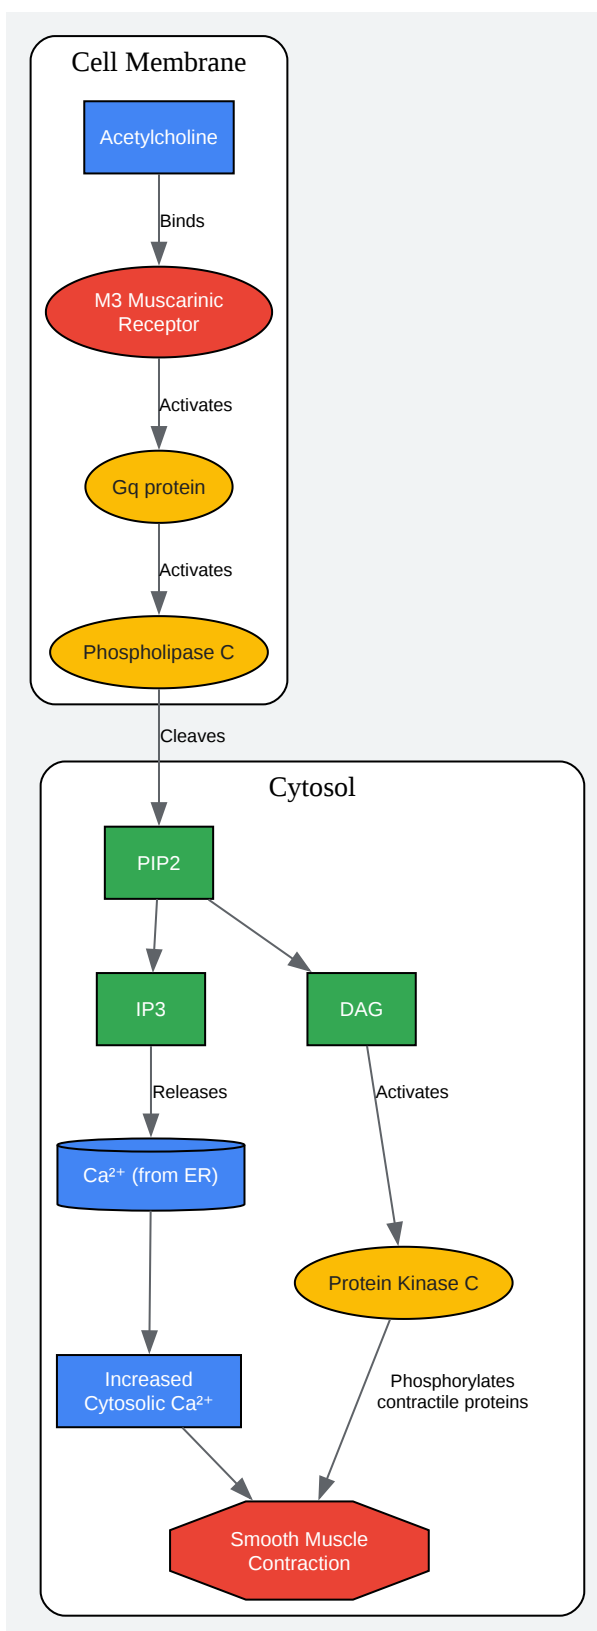 Cell Membrane
Acetylcholine
Binds
M3 Muscarinic
Receptor
Activates
Gq protein
Activates
Phospholipase C
Cleaves
Cytosol
PIP2
IP3
DAG
Releases
Activates
Ca²⁺ (from ER)
Protein Kinase C
Increased
Cytosolic Ca²⁺
Phosphorylates
contractile proteins
Smooth Muscle
Contraction